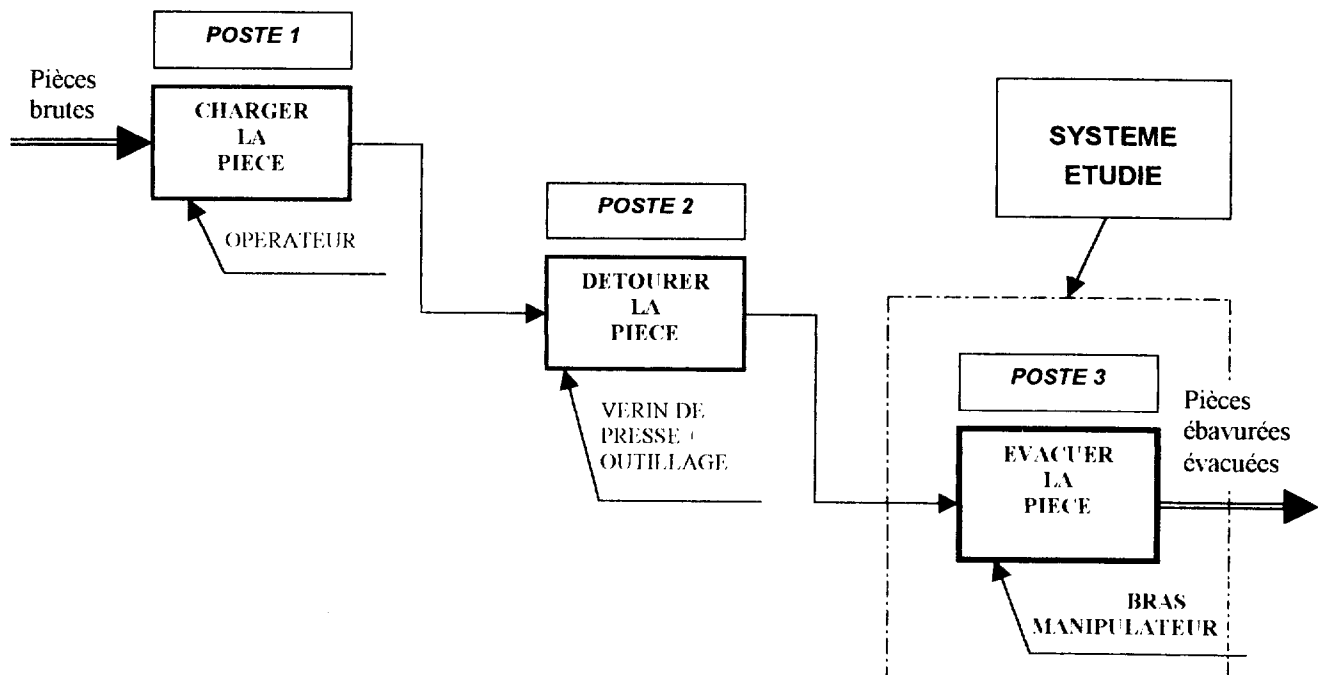 POSTE 1
Pièces
brutes
CHARGER
LA
PIECE
OPERATEUR
POSTE 2
DETOURER
LA
PIECE
VERIN DE
PRESSE +
OUTILLAGE
SYSTEME
ETUDIE
POSTE 3
EVACUER
LA
PIECE
BRAS
MANIPULATEUR
Pièces
ébavurées
évacuées